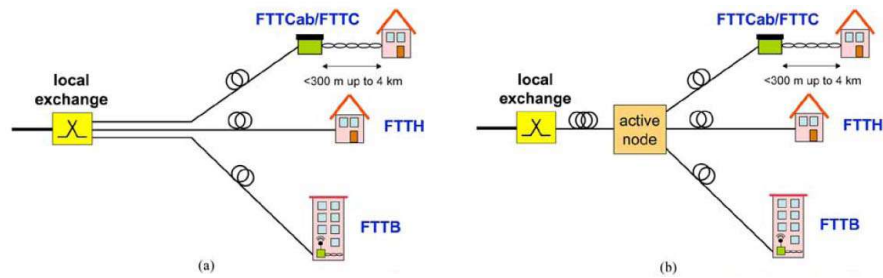 FTTCab/FTTC
<300 m up to 4 km
local
exchange
FTTH
FTTB
(a)
FTTCab/FTTC
<300 m up to 4 km
local
exchange
active
node
FTTH
FTTB
(b)